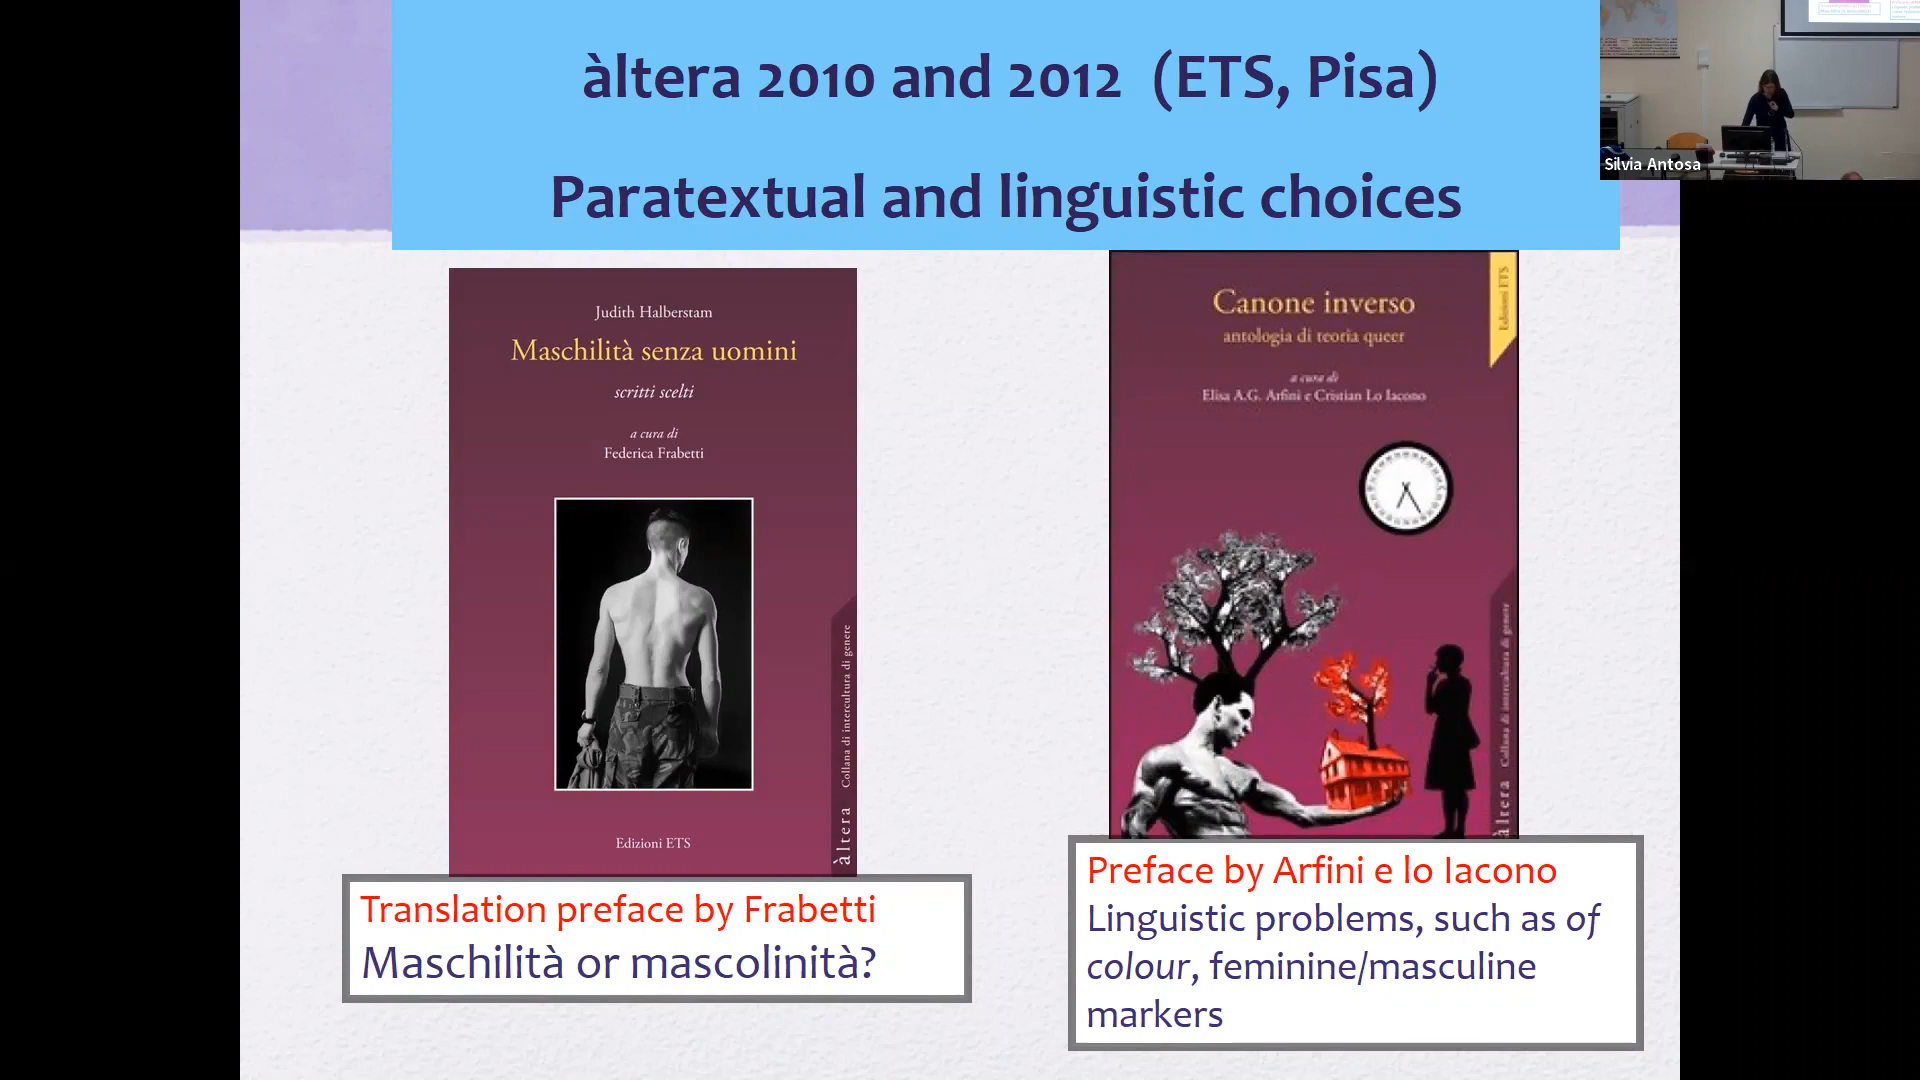 àltera 2010 and 2012 (ETS, Pisa)
Paratextual and linguistic choices
Silvia Antosa
Judith Halberstam
Maschilità senza uomini
scritti scelti
a cura di
Federica Frabetti
Edizioni ETS
àltera Collana di intercultura di genere
Translation preface by Frabetti
Maschilità or mascolinità?
Canone inverso
antologia di teoria queer
a cura di
Elisa A.G. Arfini e Cristian Lo Iacono
Edizioni ETS
àltera Collana di intercultura di genere
Preface by Arfini e lo Iacono
Linguistic problems, such as of
colour, feminine/masculine
markers